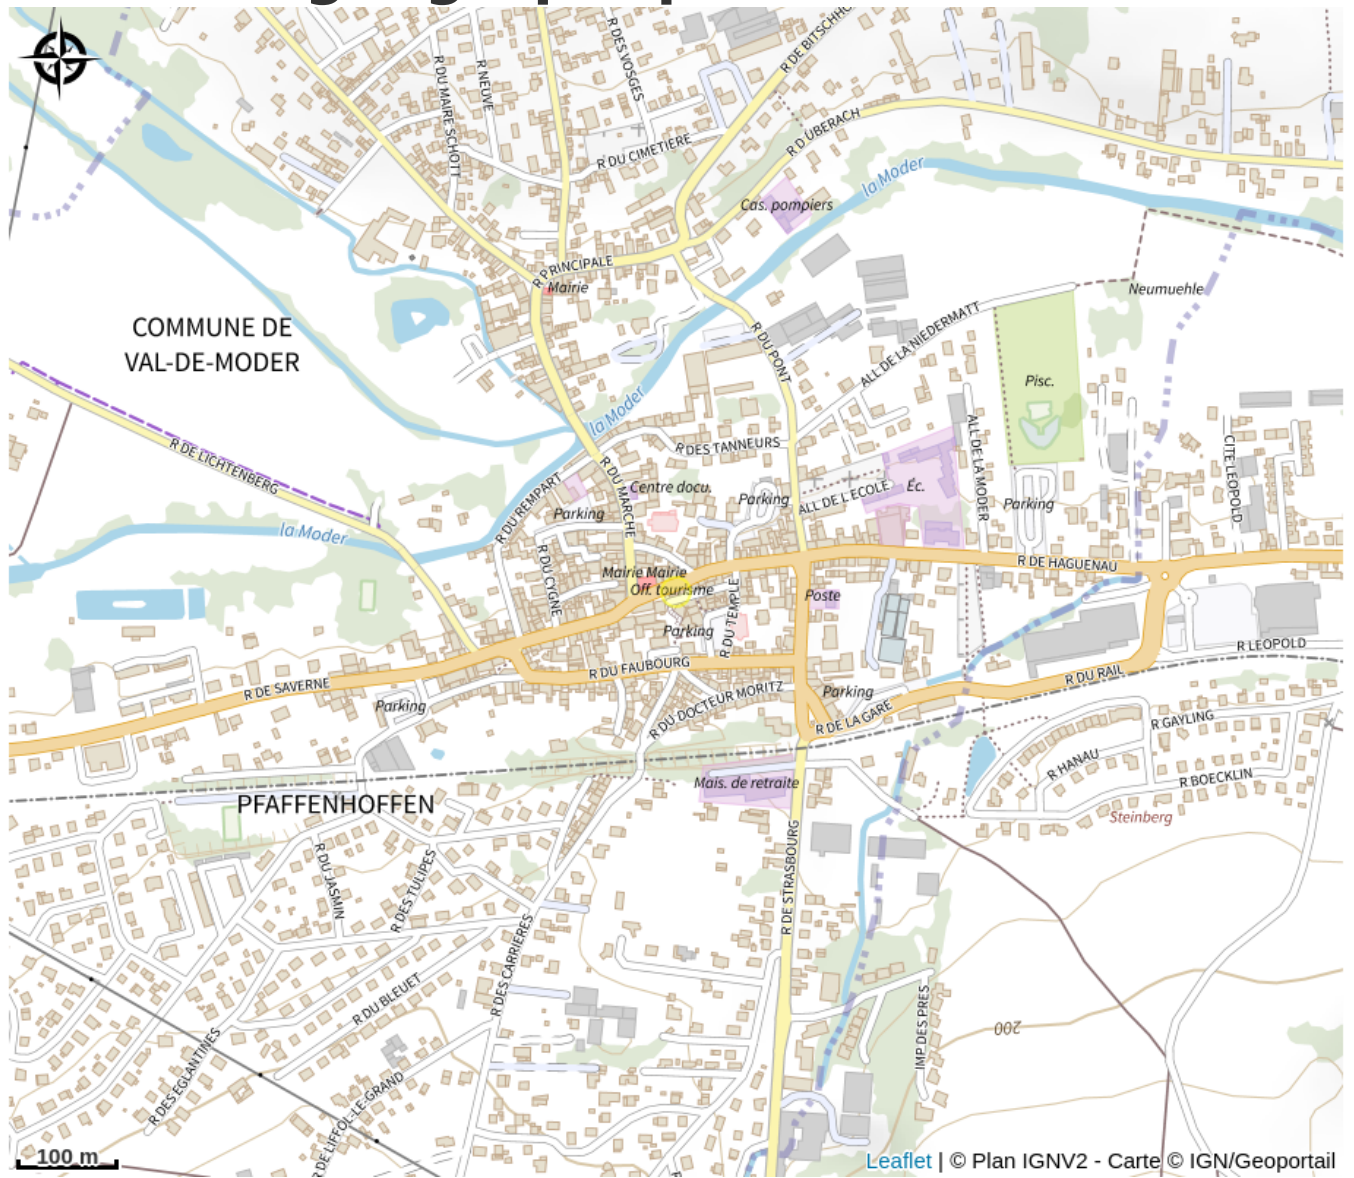 R DES VOSGES
R DE BITSCHHO
R NEUVE
R DU MAIRE SCHOTT
R DU CIMETIERE
R D'UBERACH
la Moder
Cas. pompiers
R PRINCIPALE
Mairie
Neumuehle
COMMUNE DE
VAL-DE-MODER
R DU PONT
ALL DE LA NIEDERMATT
Pisc.
la Moder
R DE LICHTENBERG
R DES TANNEURS
ALL DE LA MODER
CITE LEOPOLD
R DU MARCHE
Centre docu.
Parking
Éc.
ALL DE L'ECOLE
Parking
R DU REMPART
Parking
la Moder
R DU CYGNE
R DE HAGUENAU
Mairie Mairie
Off. tourisme
R DU TEMPLE
Poste
Parking
R LEOPOLD
R DU FAUBOURG
R DU RAIL
R DE SAVERNE
R DU DOCTEUR MORITZ
Parking
Parking
R DE LA GARE
R GAYLING
R HANAU
R BOECKLIN
Mais. de retraite
PFAFFENHOFFEN
Steinberg
R DU JASMIN
R DES TULIPES
R DE STRASBOURG
R DES CARRIERES
R DU BLEUET
IMP DES PRES
200
R DES EGLANTINES
R DE LIFFOL-LE-GRAND
100 m
Leaflet | © Plan IGNV2 - Carte © IGN/Geoportail